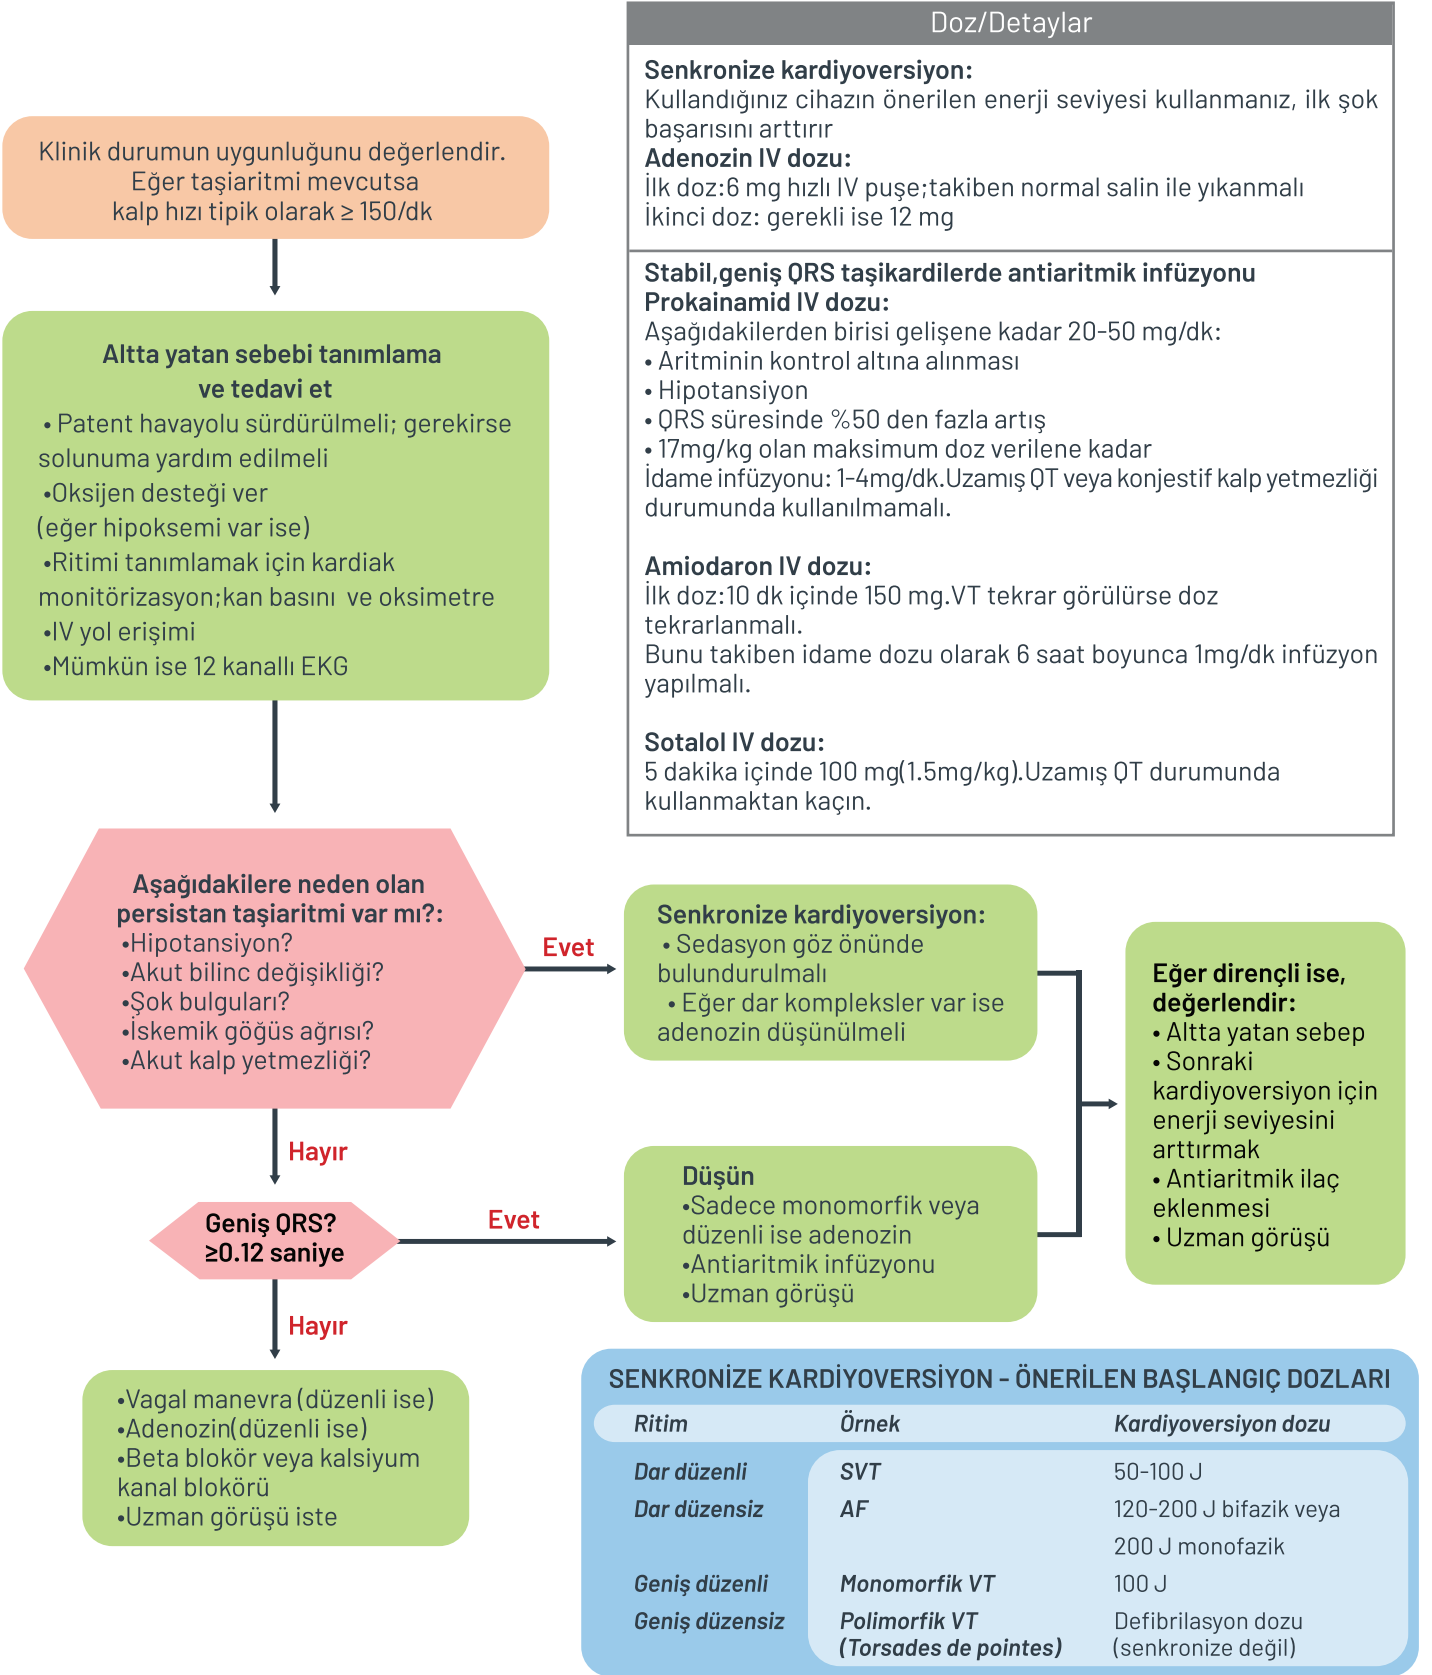 Doz/Detaylar
Senkronize kardiyoversiyon:
Kullandığınız cihazın önerilen enerji seviyesi kullanmanız, ilk şok
başarısını arttırır
Adenozin IV dozu:
İlk doz:6 mg hızlı IV puşe;takiben normal salin ile yıkanmalı
İkinci doz: gerekli ise 12 mg
Stabil,geniş QRS taşikardilerde antiaritmik infüzyonu
Prokainamid IV dozu:
Aşağıdakilerden birisi gelişene kadar 20-50 mg/dk:
• Aritminin kontrol altına alınması
• Hipotansiyon
• QRS süresinde %50 den fazla artış
• 17mg/kg olan maksimum doz verilene kadar
İdame infüzyonu: 1-4mg/dk.Uzamış QT veya konjestif kalp yetmezliği
durumunda kullanılmamalı.
Amiodaron IV dozu:
İlk doz:10 dk içinde 150 mg.VT tekrar görülürse doz
tekrarlanmalı.
Bunu takiben idame dozu olarak 6 saat boyunca 1mg/dk infüzyon
yapılmalı.
Sotalol IV dozu:
5 dakika içinde 100 mg(1.5mg/kg).Uzamış QT durumunda
kullanmaktan kaçın.
Klinik durumun uygunluğunu değerlendir.
Eğer taşiaritmi mevcutsa
kalp hızı tipik olarak ≥ 150/dk
Altta yatan sebebi tanımlama
ve tedavi et
• Patent havayolu sürdürülmeli; gerekirse
solunuma yardım edilmeli
•Oksijen desteği ver
(eğer hipoksemi var ise)
•Ritimi tanımlamak için kardiak
monitörizasyon;kan basını ve oksimetre
•IV yol erişimi
•Mümkün ise 12 kanallı EKG
Aşağıdakilere neden olan
persistan taşiaritmi var mı?:
•Hipotansiyon?
•Akut bilinc değişikliği?
•Şok bulguları?
•İskemik göğüs ağrısı?
•Akut kalp yetmezliği?
Evet
Senkronize kardiyoversiyon:
• Sedasyon göz önünde
bulundurulmalı
• Eğer dar kompleksler var ise
adenozin düşünülmeli
Eğer dirençli ise,
değerlendir:
• Altta yatan sebep
• Sonraki
kardiyoversiyon için
enerji seviyesini
arttırmak
• Antiaritmik ilaç
eklenmesi
• Uzman görüşü
Hayır
Geniş QRS?
≥0.12 saniye
Evet
Düşün
•Sadece monomorfik veya
düzenli ise adenozin
•Antiaritmik infüzyonu
•Uzman görüşü
Hayır
•Vagal manevra (düzenli ise)
•Adenozin(düzenli ise)
•Beta blokör veya kalsiyum
kanal blokörü
•Uzman görüşü iste
SENKRONİZE KARDİYOVERSİYON - ÖNERİLEN BAŞLANGIÇ DOZLARI
Ritim Örnek Kardiyoversiyon dozu
Dar düzenli SVT 50-100 J
Dar düzensiz AF 120-200 J bifazik veya
200 J monofazik
Geniş düzenli Monomorfik VT 100 J
Geniş düzensiz Polimorfik VT Defibrilasyon dozu
(Torsades de pointes) (senkronize değil)